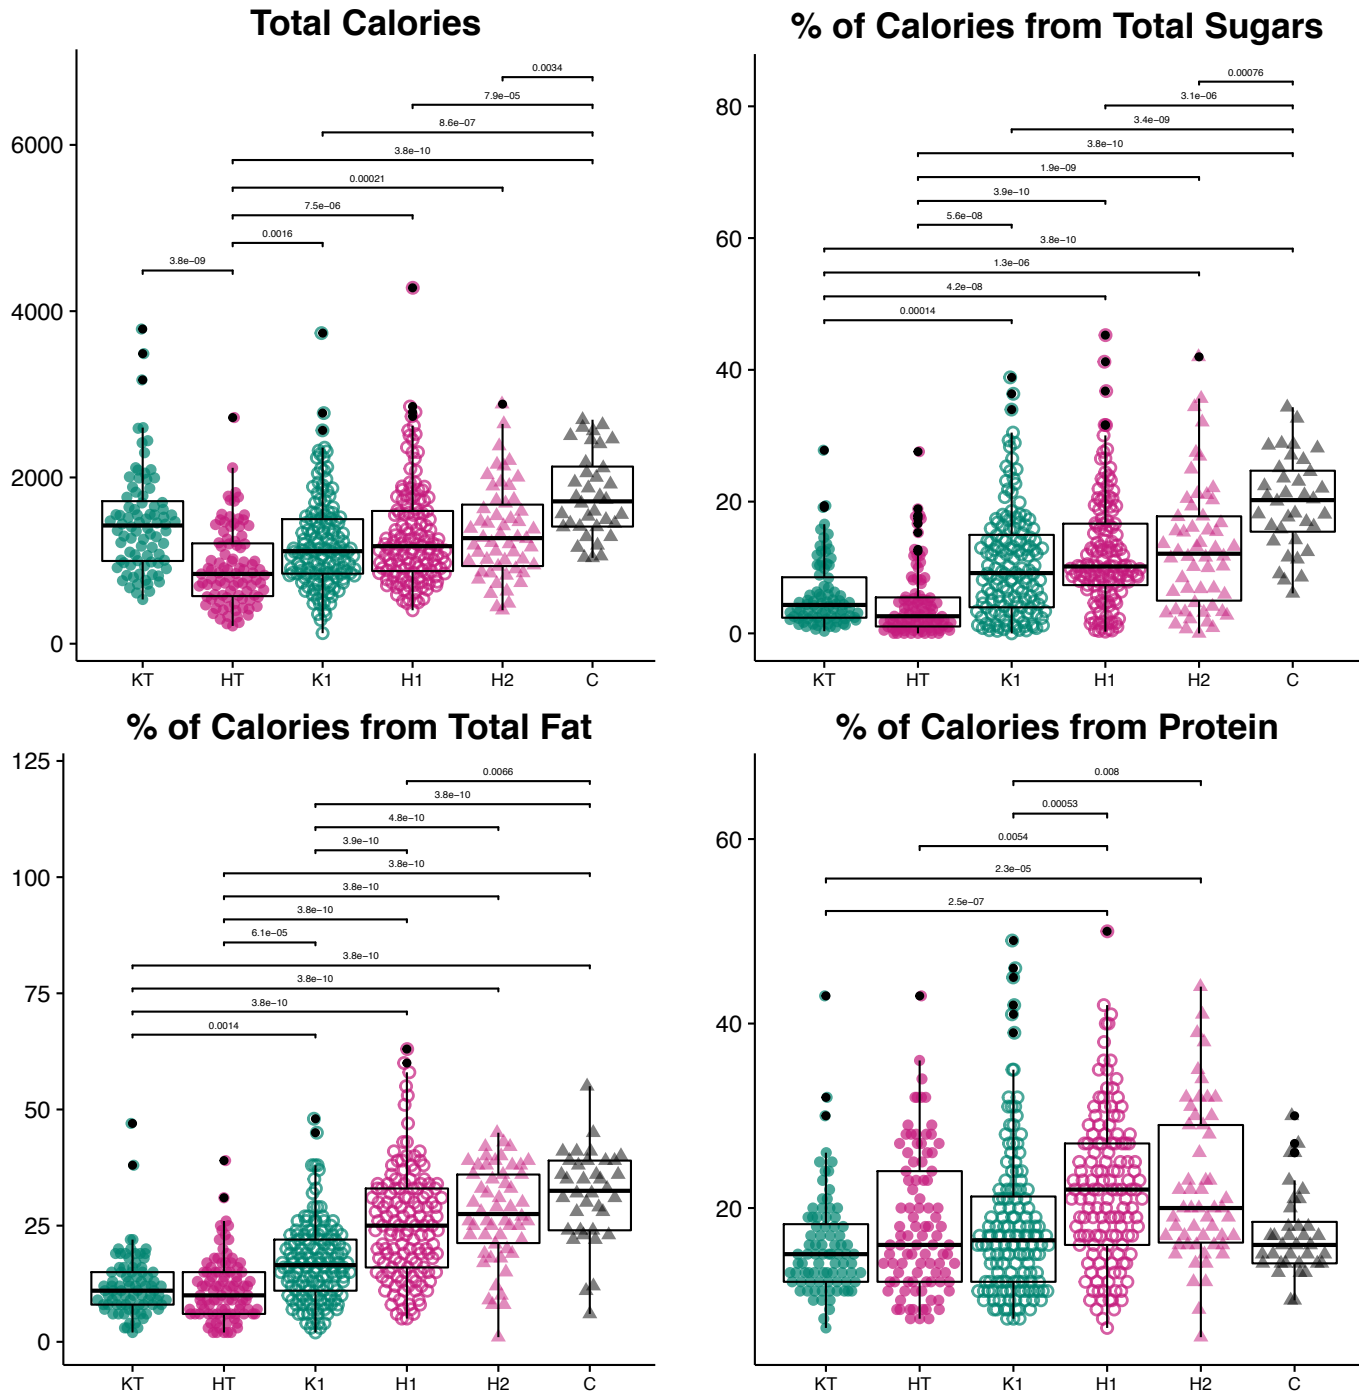 Total Calories
0.0034
7.9e−05
8.6e−07
6000
3.8e−10
0.00021
7.5e−06
0.0016
3.8e−09
4000
2000
0
KT HT K1 H1 H2 C
% of Calories from Total Sugars
0.00076
80
3.1e−06
3.4e−09
3.8e−10
1.9e−09
3.9e−10
5.6e−08
60
3.8e−10
1.3e−06
4.2e−08
0.00014
40
20
0
KT HT K1 H1 H2 C
% of Calories from Total Fat
125
0.0066
3.8e−10
4.8e−10
3.9e−10
100
3.8e−10
3.8e−10
3.8e−10
6.1e−05
3.8e−10
75
3.8e−10
3.8e−10
0.0014
50
25
0
KT HT K1 H1 H2 C
% of Calories from Protein
0.008
0.00053
60
0.0054
2.3e−05
2.5e−07
40
20
KT HT K1 H1 H2 C